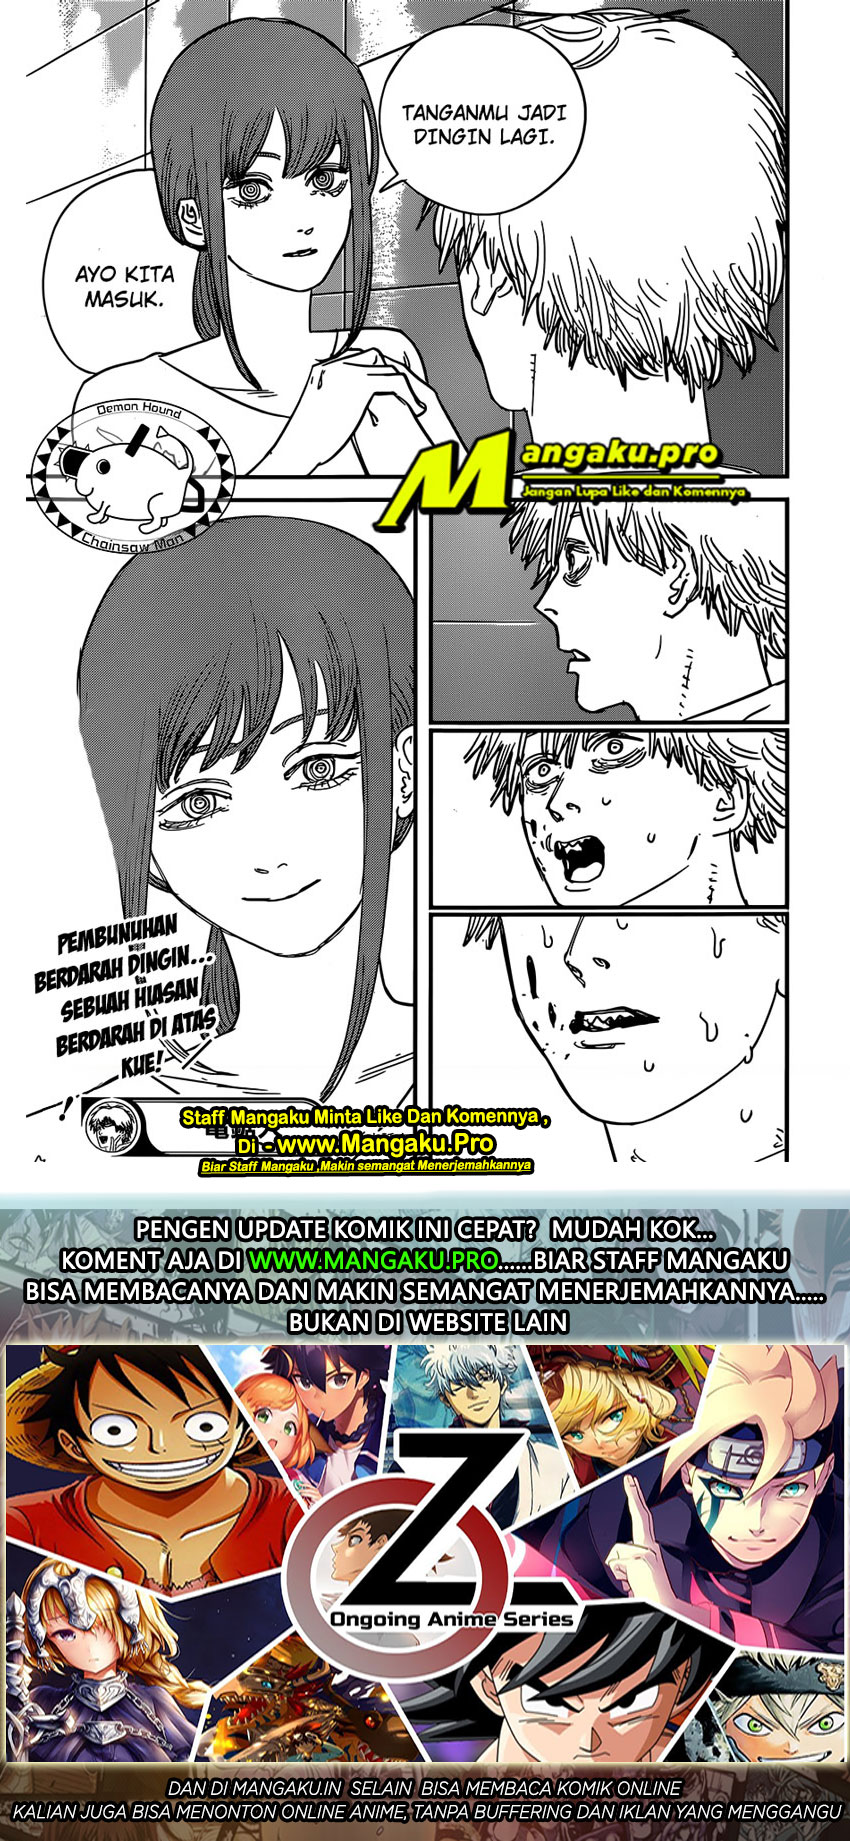 TANGANMU JADI
DINGIN LAGI.
AYO KITA
MASUK.
Demon Hound
Chainsaw Man
Mangaku.pro
Jangan Lupa Like dan Komennya
PEMBUNUHAN
BERDARAH DINGIN...
SEBUAH HIASAN
BERDARAH DI ATAS
KUE!
Staff Mangaku Minta Like Dan Komennya ,
Di - www.Mangaku.Pro
Biar Staff Mangaku ,Makin semangat Menerjemahkannya
PENGEN UPDATE KOMIK INI CEPAT? MUDAH KOK...
KOMENT AJA DI WWW.MANGAKU.PRO......BIAR STAFF MANGAKU
BISA MEMBACANYA DAN MAKIN SEMANGAT MENERJEMAHKANNYA.....
BUKAN DI WEBSITE LAIN
OZ
Ongoing Anime Series
DAN DI MANGAKU.IN SELAIN BISA MEMBACA KOMIK ONLINE
KALIAN JUGA BISA MENONTON ONLINE ANIME, TANPA BUFFERING DAN IKLAN YANG MENGGANGU